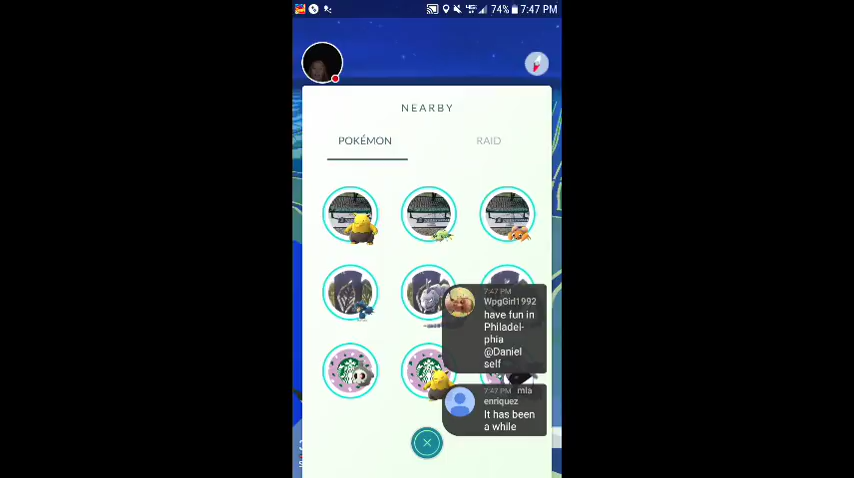 74% 7:47 PM
NEARBY
POKÉMON
RAID
7:47 PM
WpgGirl1992
have fun in
Philadel-
phia
@Daniel
self
7:47 PM mla
enriquez
It has been
a while